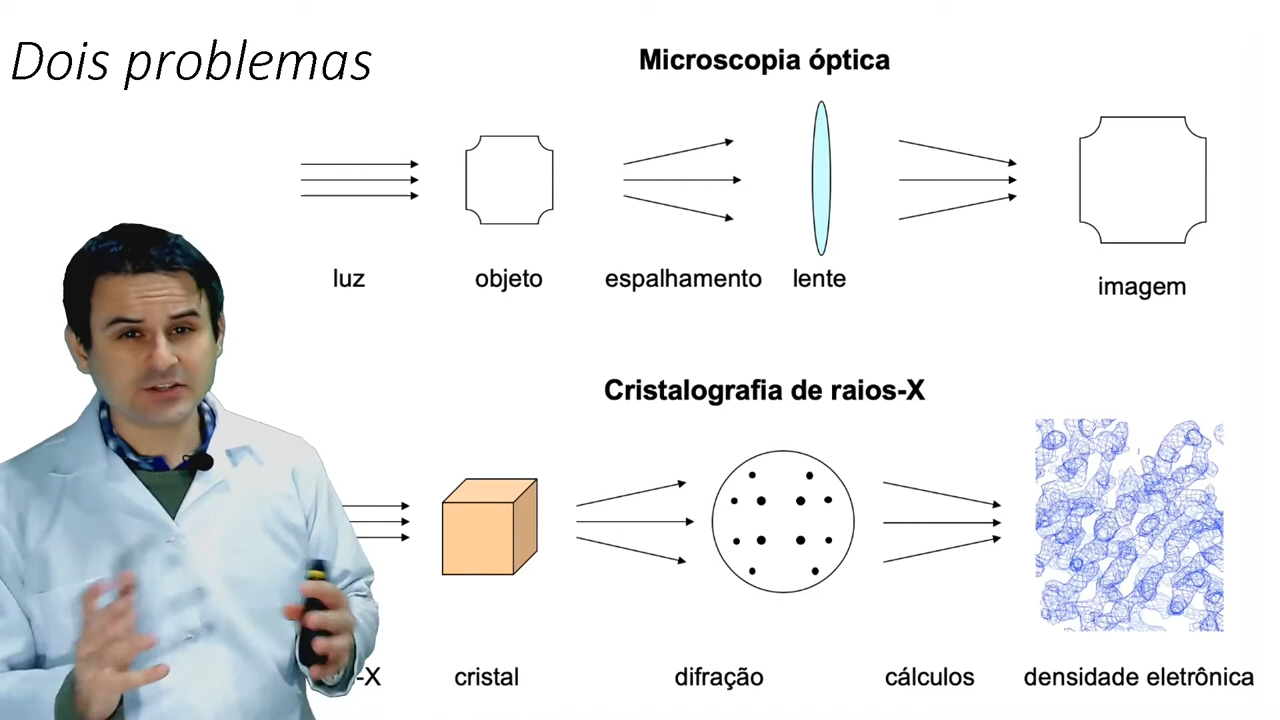 Dois problemas
Microscopia óptica
luz
objeto
espalhamento
lente
imagem
Cristalografia de raios-X
-X
cristal
difração
cálculos
densidade eletrônica